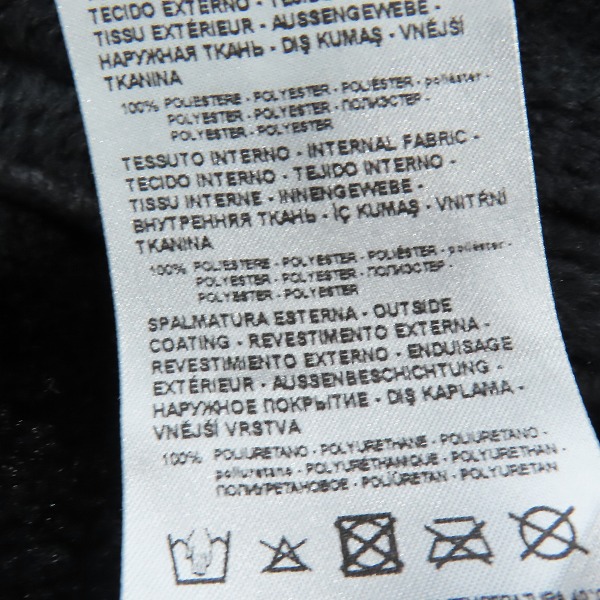 TECIDO EXTERNO - TEJIDO
TISSU EXTÉRIEUR - AUSSENGEWEBE -
НАРУЖНАЯ ТКАНЬ - DIŞ KUMAŞ - VNĚJŠÍ
TKANINA
100% POLIESTERE - POLYESTER - POLIÉSTER - poliéster -
POLYESTER - POLYESTER - ПОЛИЭСТЕР -
POLYESTER - POLYESTER
TESSUTO INTERNO - INTERNAL FABRIC -
TECIDO INTERNO - TEJIDO INTERNO -
TISSU INTERNE - INNENGEWEBE -
ВНУТРЕННЯЯ ТКАНЬ - İÇ KUMAŞ - VNITŘNÍ
TKANINA
100% POLIESTERE - POLYESTER - POLIÉSTER - poliéster -
POLYESTER - POLYESTER - ПОЛИЭСТЕР -
POLYESTER - POLYESTER
SPALMATURA ESTERNA - OUTSIDE
COATING - REVESTIMENTO EXTERNA -
REVESTIMIENTO EXTERNO - ENDUISAGE
EXTÉRIEUR - AUSSENBESCHICHTUNG -
НАРУЖНОЕ ПОКРЫТИЕ - DIŞ KAPLAMA -
VNĚJŠÍ VRSTVA
100% POLIURETANO - POLYURETHANE - POLIURETANO -
poliuretano - POLYURÉTHANIQUE - POLYURETHAN -
ПОЛИУРЕТАНОВОЕ - POLİÜRETAN - POLYURETAN